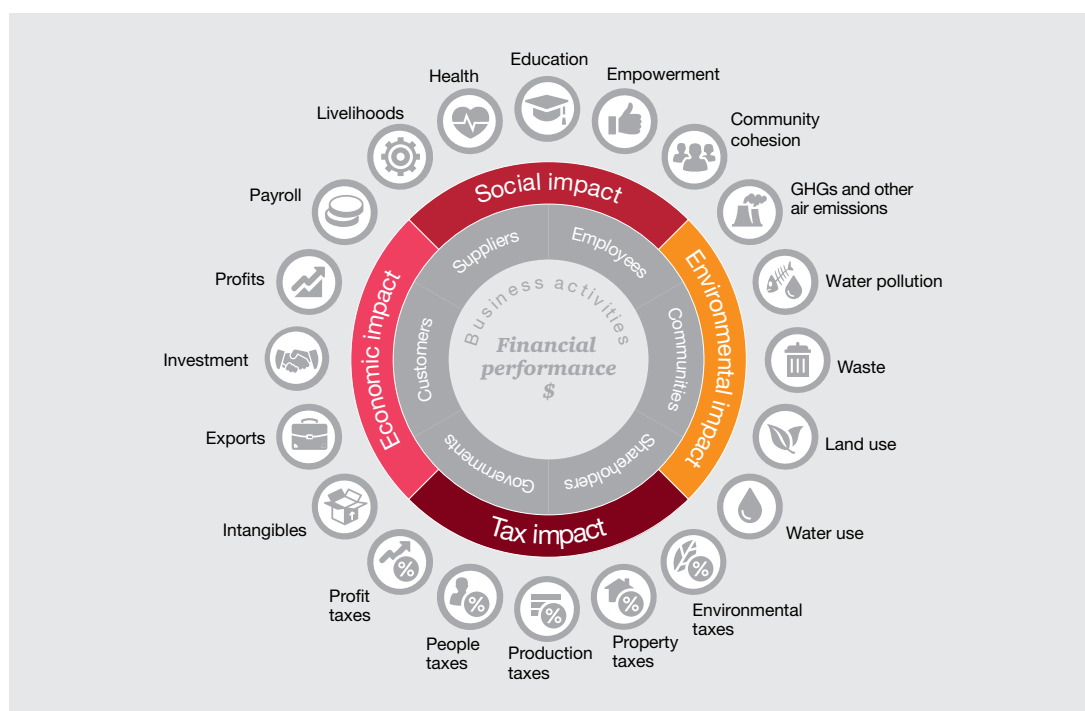 Education
Health
Empowerment
Livelihoods
Community
cohesion
Payroll
GHGs and other
air emissions
Profits
Water pollution
Investment
Waste
Exports
Land use
Intangibles
Water use
Profit
taxes
People
taxes
Production
taxes
Property
taxes
Environmental
taxes
Social impact
Environmental impact
Tax impact
Economic impact
Suppliers
Employees
Communities
Shareholders
Governments
Customers
Business activities
Financial
performance
$
%
%
%
%
%